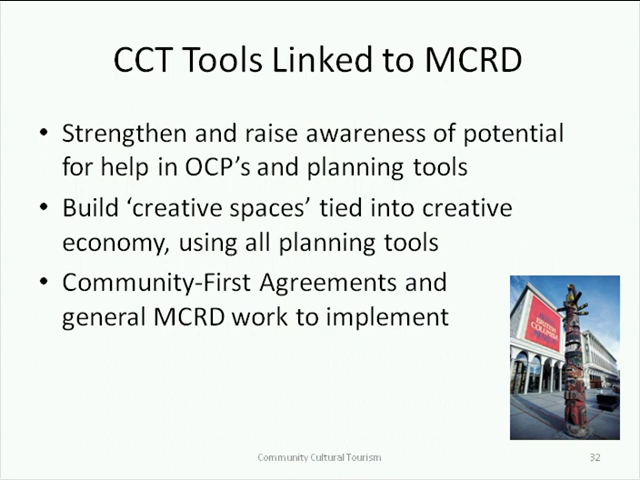 CCT Tools Linked to MCRD
• Strengthen and raise awareness of potential
for help in OCP's and planning tools
• Build 'creative spaces' tied into creative
economy, using all planning tools
• Community-First Agreements and
general MCRD work to implement
BRITISH
COLUMBIA
Community Cultural Tourism
32